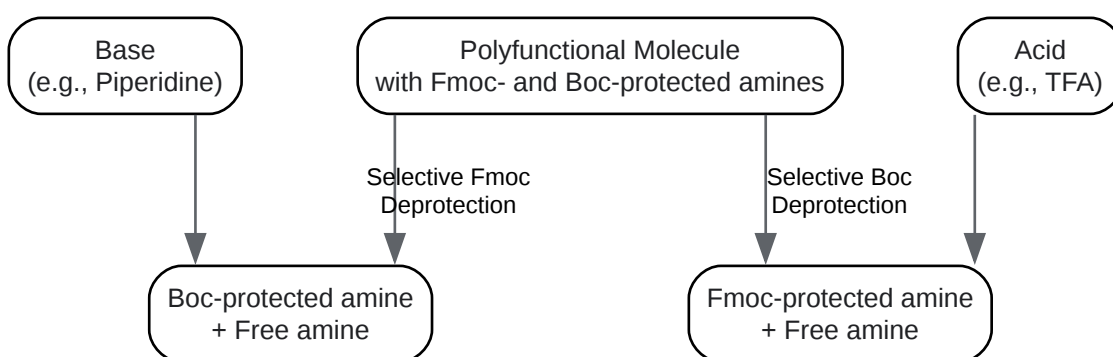 Base
(e.g., Piperidine)
Polyfunctional Molecule
with Fmoc- and Boc-protected amines
Acid
(e.g., TFA)
Selective Fmoc
Deprotection
Selective Boc
Deprotection
Boc-protected amine
+ Free amine
Fmoc-protected amine
+ Free amine